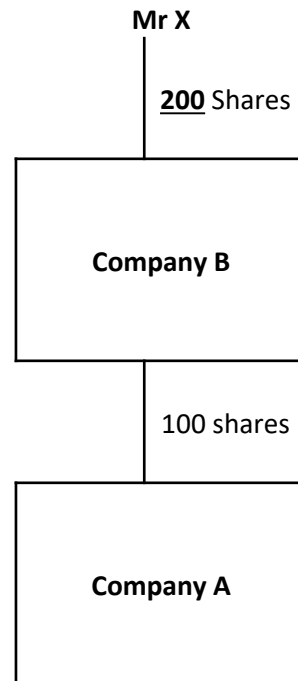 Mr X
200 Shares
Company B
100 shares
Company A